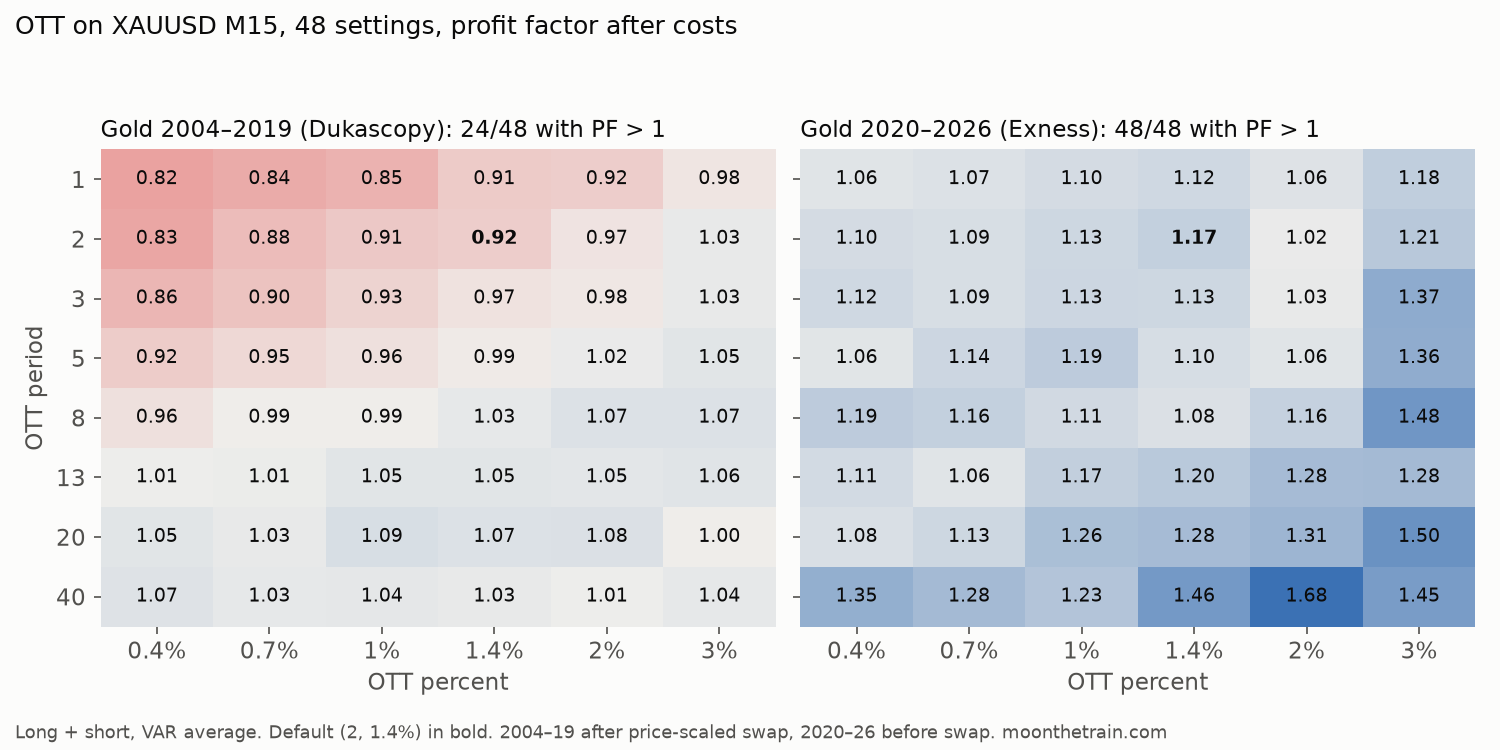 OTT on XAUUSD M15, 48 settings, profit factor after costs
Gold 2004–2019 (Dukascopy): 24/48 with PF > 1
Gold 2020–2026 (Exness): 48/48 with PF > 1
OTT period
1 0.82 0.84 0.85 0.91 0.92 0.98 1.06 1.07 1.10 1.12 1.06 1.18
2 0.83 0.88 0.91 0.92 0.97 1.03 1.10 1.09 1.13 1.17 1.02 1.21
3 0.86 0.90 0.93 0.97 0.98 1.03 1.12 1.09 1.13 1.13 1.03 1.37
5 0.92 0.95 0.96 0.99 1.02 1.05 1.06 1.14 1.19 1.10 1.06 1.36
8 0.96 0.99 0.99 1.03 1.07 1.07 1.19 1.16 1.11 1.08 1.16 1.48
13 1.01 1.01 1.05 1.05 1.05 1.06 1.11 1.06 1.17 1.20 1.28 1.28
20 1.05 1.03 1.09 1.07 1.08 1.00 1.08 1.13 1.26 1.28 1.31 1.50
40 1.07 1.03 1.04 1.03 1.01 1.04 1.35 1.28 1.23 1.46 1.68 1.45
0.4% 0.7% 1% 1.4% 2% 3% 0.4% 0.7% 1% 1.4% 2% 3%
OTT percent OTT percent
Long + short, VAR average. Default (2, 1.4%) in bold. 2004–19 after price-scaled swap, 2020–26 before swap. moonthetrain.com